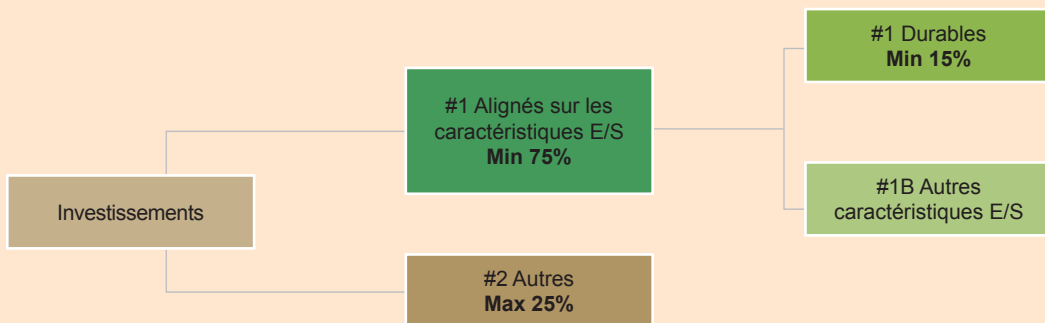 #1 Durables
Min 15%
#1 Alignés sur les
caractéristiques E/S
Min 75%
Investissements
#1B Autres
caractéristiques E/S
#2 Autres
Max 25%